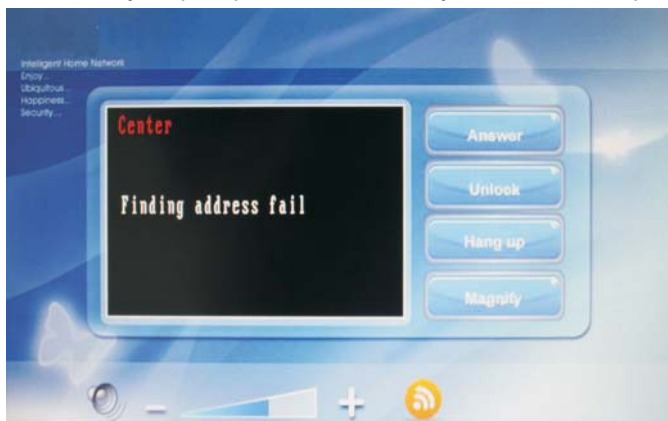 Intelligent Home Network
Enjoy...
Ubiquitous...
Happiness...
Security...
Center
Finding address fail
Answer
Unlock
Hang up
Magnify